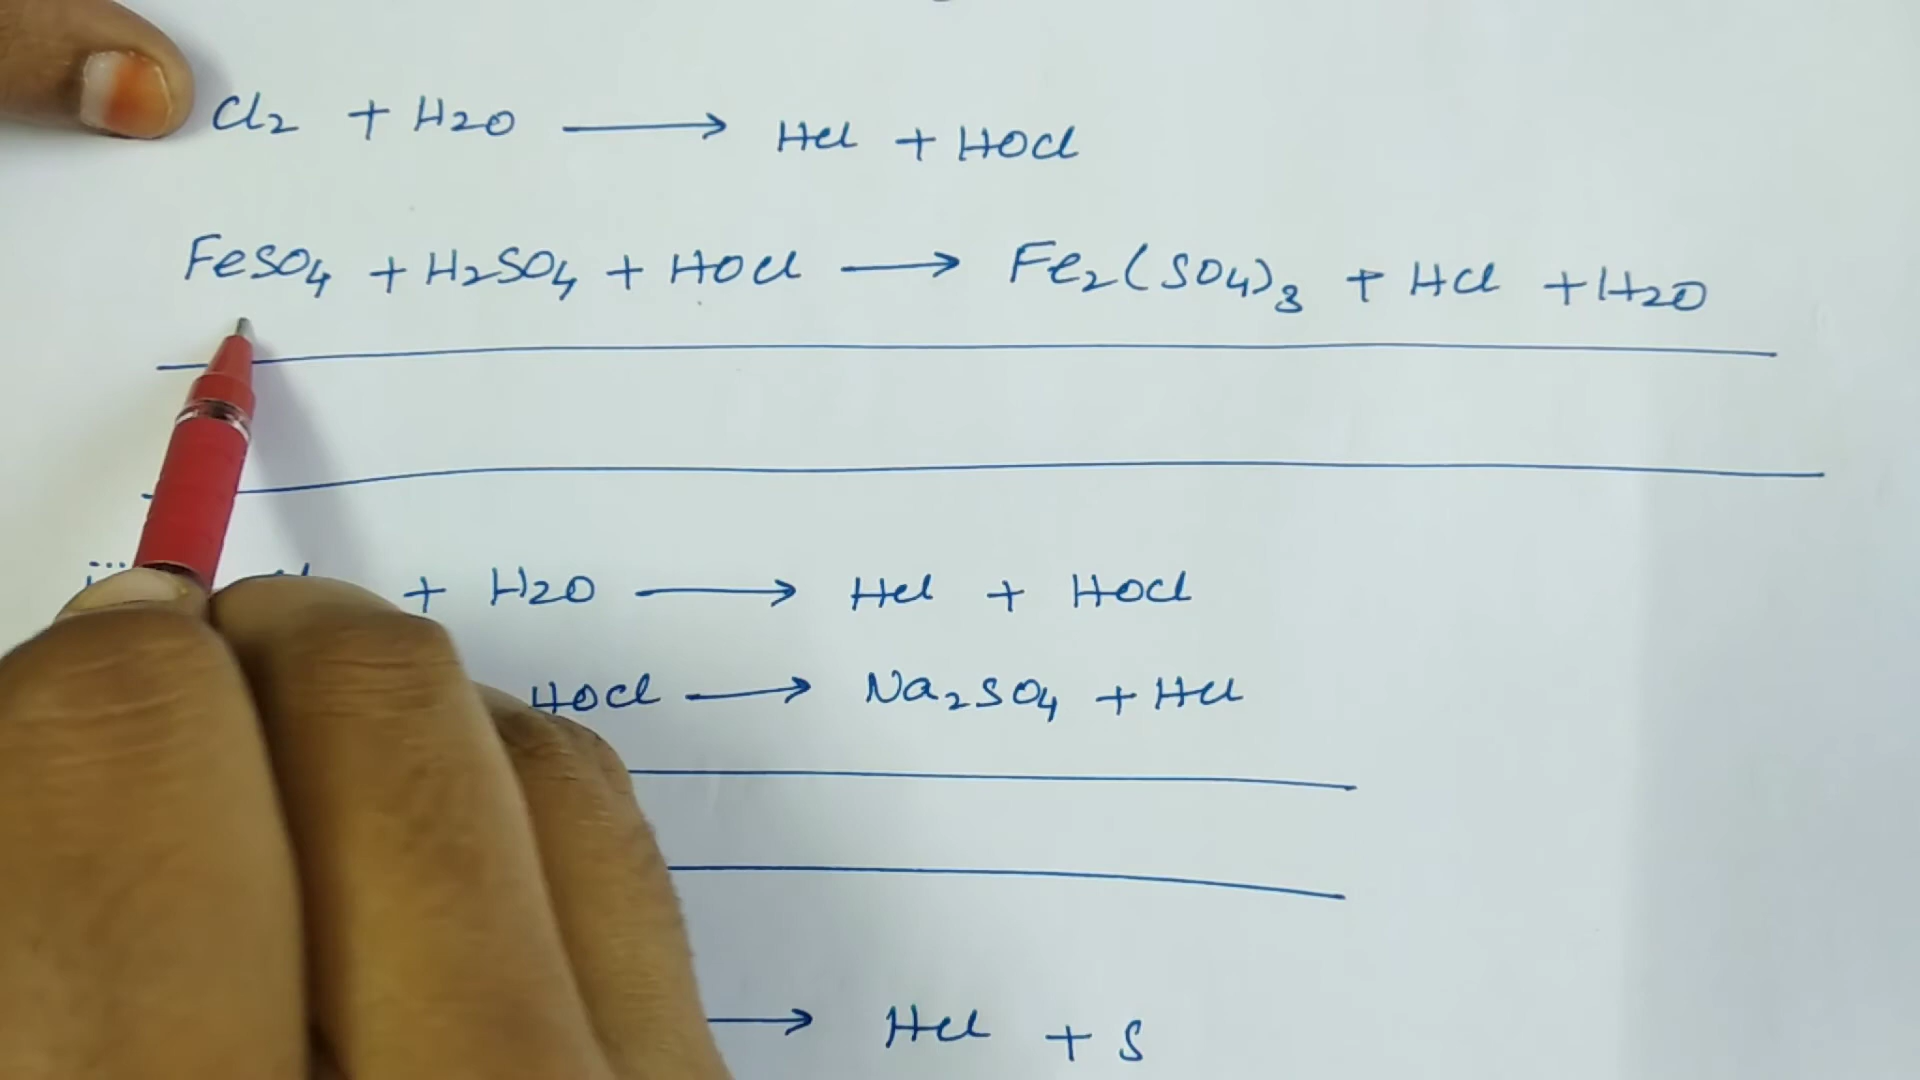 Cl2 + H2O ⟶ HCl + HOCl
FeSO4 + H2SO4 + HOCl ⟶ Fe2(SO4)3 + HCl + H2O
+ H2O ⟶ HCl + HOCl
HOCl ⟶ Na2SO4 + HCl
⟶ HCl + S